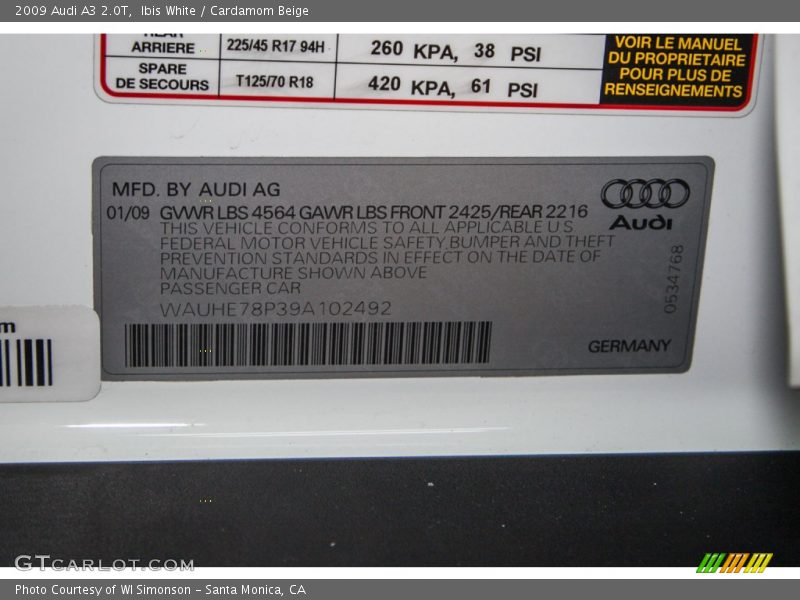 2009 Audi A3 2.0T, Ibis White / Cardamom Beige
REAR
ARRIERE 225/45 R17 94H 260 KPA, 38 PSI
SPARE
DE SECOURS T125/70 R18 420 KPA, 61 PSI
VOIR LE MANUEL
DU PROPRIETAIRE
POUR PLUS DE
RENSEIGNEMENTS
MFD. BY AUDI AG
01/09 GVWR LBS 4564 GAWR LBS FRONT 2425/REAR 2216
THIS VEHICLE CONFORMS TO ALL APPLICABLE U S
FEDERAL MOTOR VEHICLE SAFETY,BUMPER AND THEFT
PREVENTION STANDARDS IN EFFECT ON THE DATE OF
MANUFACTURE SHOWN ABOVE
PASSENGER CAR
WAUHE78P39A102492
Audi
0534768
GERMANY
m
GTCARLOT.COM
Photo Courtesy of WI Simonson - Santa Monica, CA